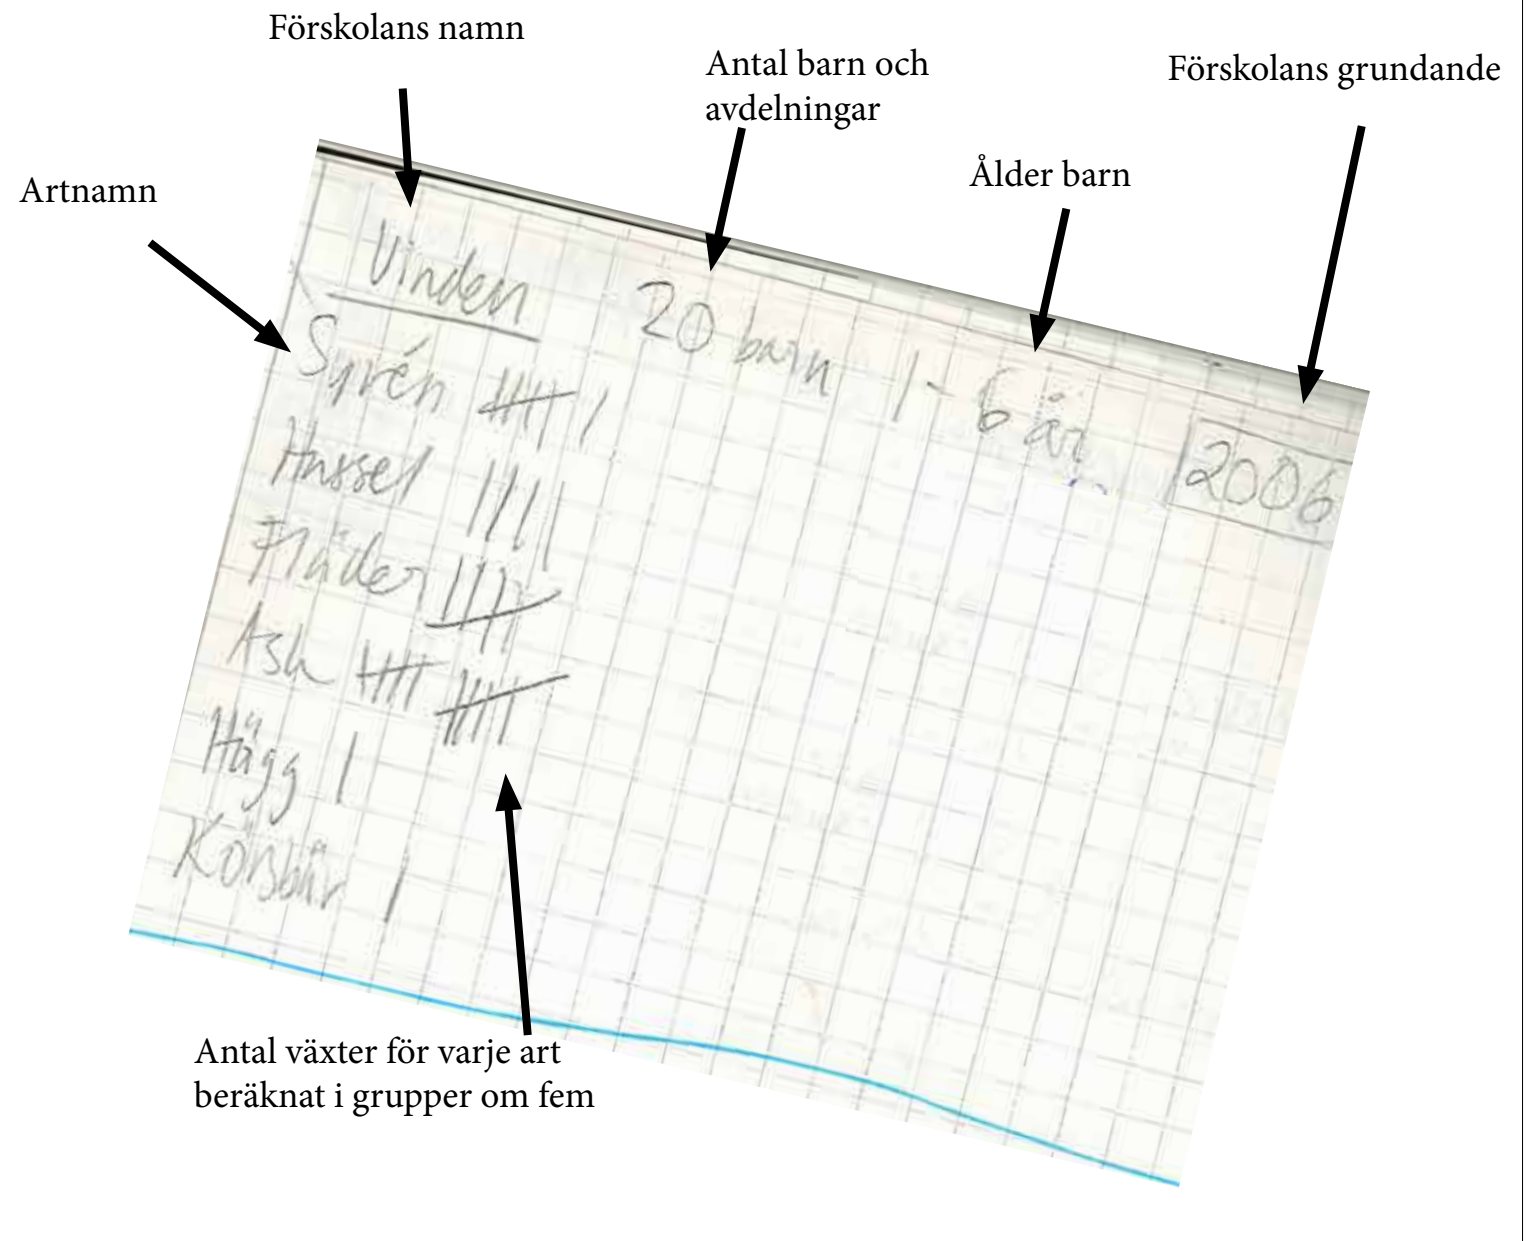 Förskolans namn
Antal barn och
avdelningar
Förskolans grundande
Ålder barn
Artnamn
Vinden 20 barn 1-6 år 2006
Syrén
Hassel
Fläder
Ask
Hägg
Körsbär
Antal växter för varje art
beräknat i grupper om fem